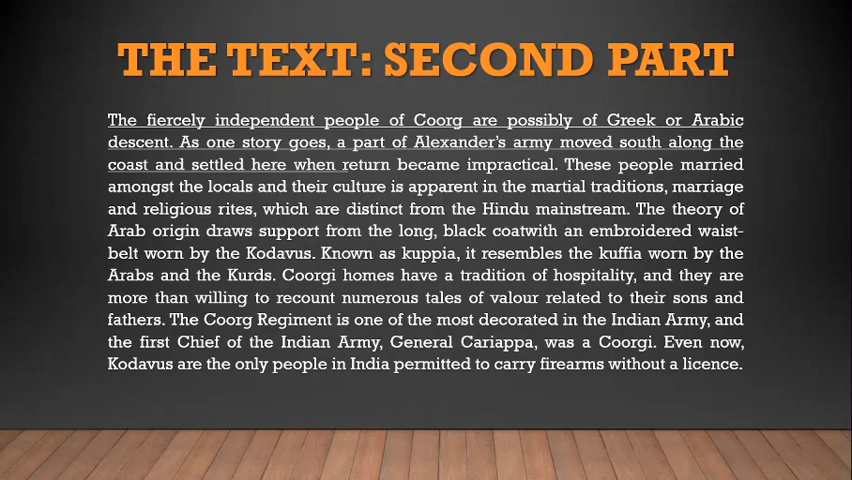 THE TEXT: SECOND PART
The fiercely independent people of Coorg are possibly of Greek or Arabic
descent. As one story goes, a part of Alexander's army moved south along the
coast and settled here when return became impractical. These people married
amongst the locals and their culture is apparent in the martial traditions, marriage
and religious rites, which are distinct from the Hindu mainstream. The theory of
Arab origin draws support from the long, black coatwith an embroidered waist-
belt worn by the Kodavus. Known as kuppia, it resembles the kuffia worn by the
Arabs and the Kurds. Coorgi homes have a tradition of hospitality, and they are
more than willing to recount numerous tales of valour related to their sons and
fathers. The Coorg Regiment is one of the most decorated in the Indian Army, and
the first Chief of the Indian Army, General Cariappa, was a Coorgi. Even now,
Kodavus are the only people in India permitted to carry firearms without a licence.